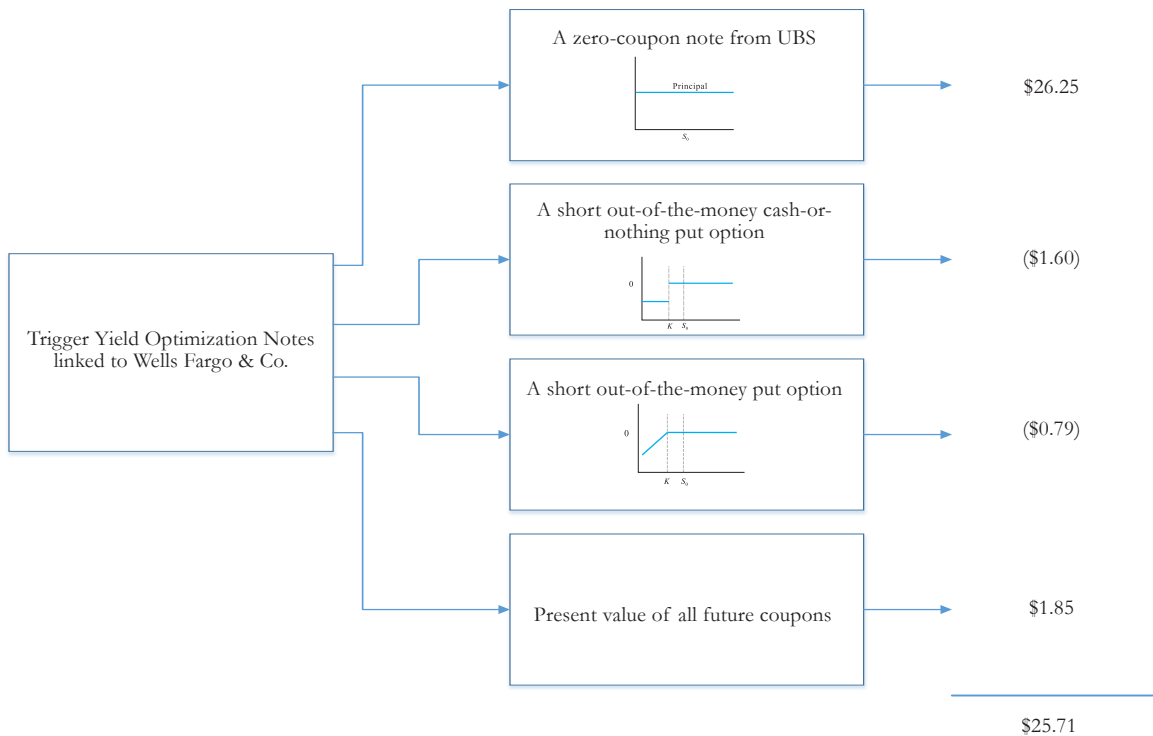 A zero-coupon note from UBS
Principal
S₀
$26.25
A short out-of-the-money cash-or-
nothing put option
0
K S₀
($1.60)
Trigger Yield Optimization Notes
linked to Wells Fargo & Co.
A short out-of-the-money put option
0
K S₀
($0.79)
Present value of all future coupons
$1.85
$25.71